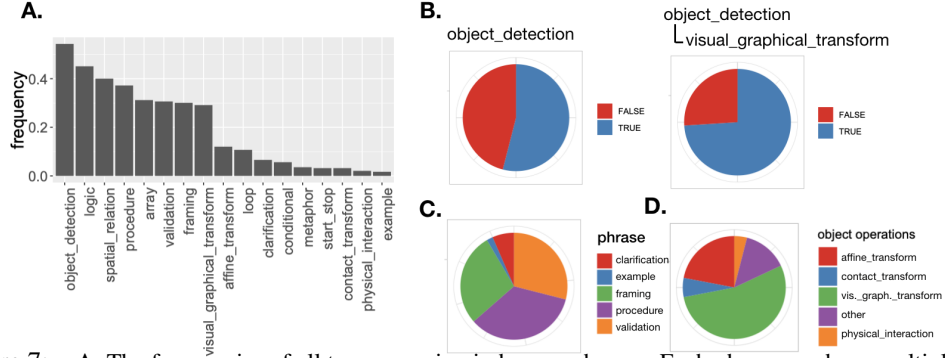 A.
frequency
0.4
0.2
0.0
object_detection
logic
spatial_relation
procedure
array
validation
framing
visual_graphical_transform
affine_transform
loop
clarification
conditional
metaphor
start_stop
contact_transform
physical_interaction
example
B.
object_detection
FALSE
TRUE
object_detection
visual_graphical_transform
FALSE
TRUE
C.
phrase
clarification
example
framing
procedure
validation
D.
object operations
affine_transform
contact_transform
vis._graph._transform
other
physical_interaction